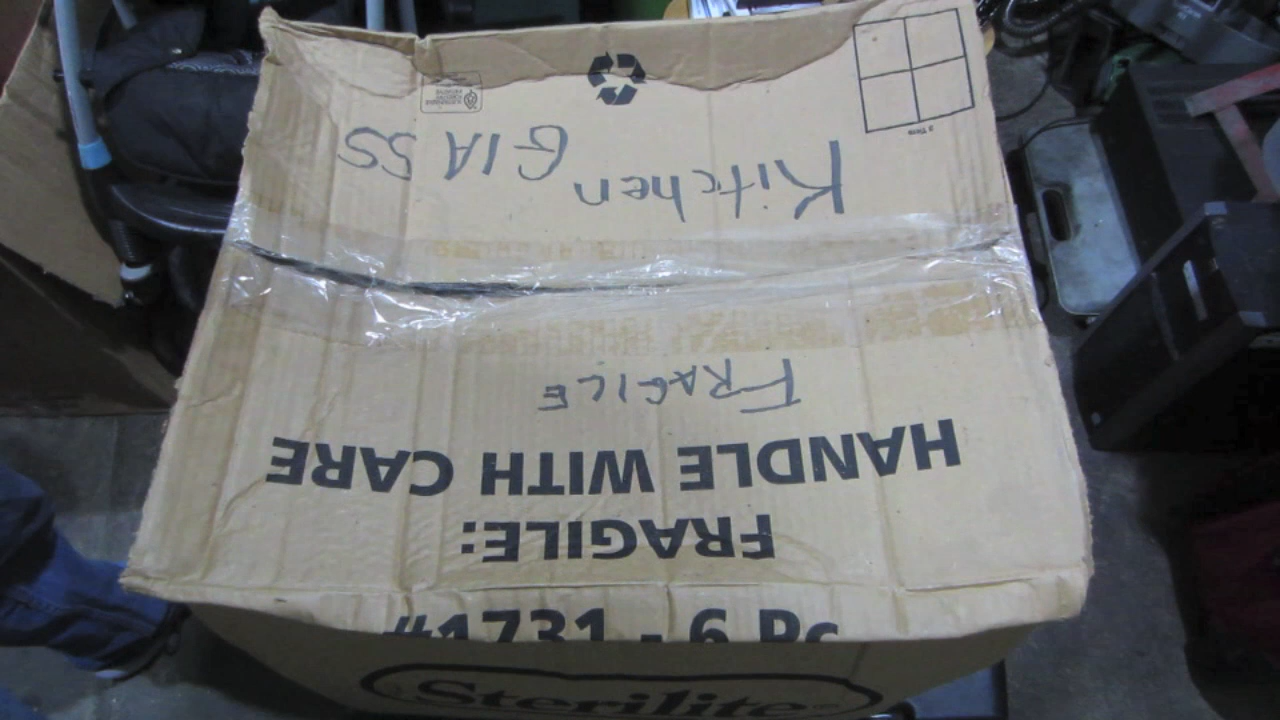 FRAGILE:
HANDLE WITH CARE
FRAGILE
Kitchen GlASS
#1731 - 6 Pc
Sterilite